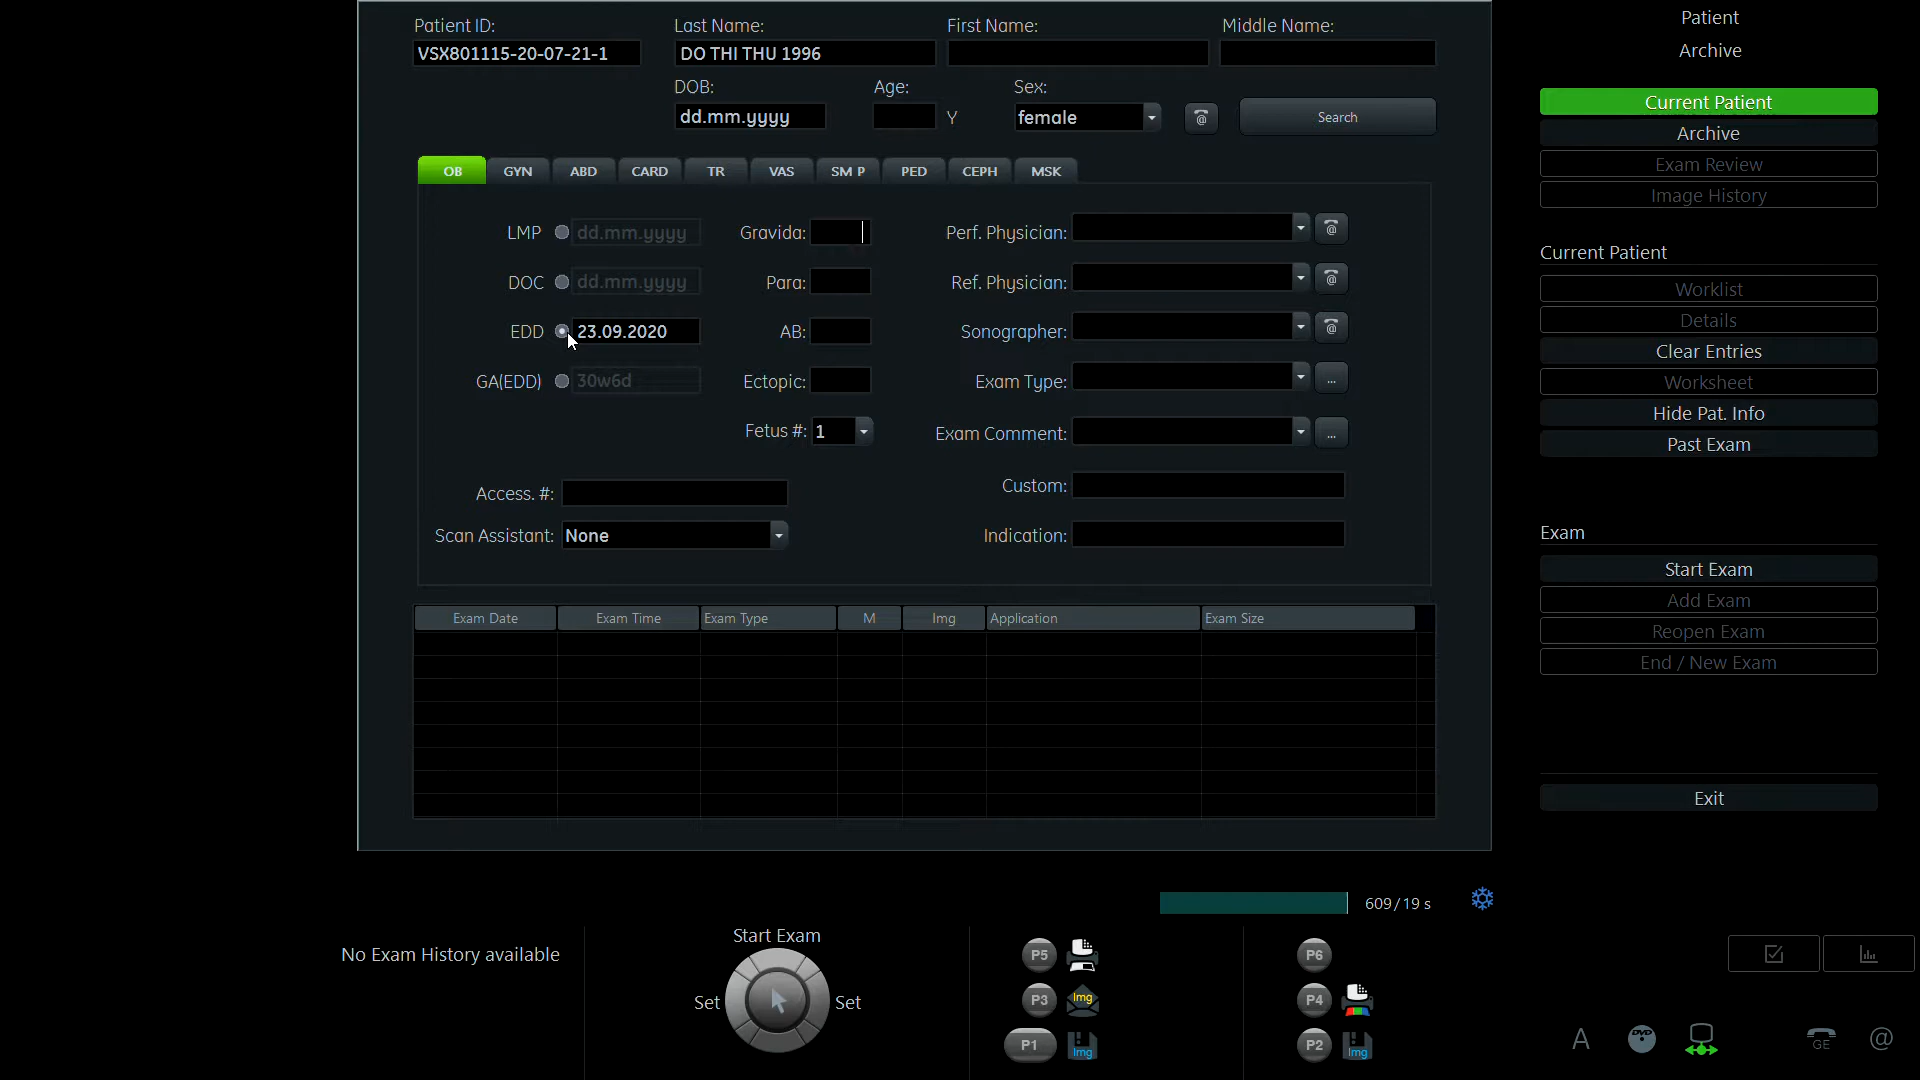 Patient ID: Last Name: First Name: Middle Name:
VSX801115-20-07-21-1 DO THI THU 1996
DOB: Age: Sex:
dd.mm.yyyy Y female @ Search
OB GYN ABD CARD TR VAS SM P PED CEPH MSK
LMP dd.mm.yyyy Gravida: Perf. Physician: @
DOC dd.mm.yyyy Para: Ref. Physician: @
EDD 23.09.2020 AB: Sonographer: @
GA(EDD) 30w6d Ectopic: Exam Type: ...
Fetus #: 1 Exam Comment: ...
Access. #: Custom:
Scan Assistant: None Indication:
Exam Date Exam Time Exam Type M Img Application Exam Size
Patient
Archive
Current Patient
Archive
Exam Review
Image History
Current Patient
Worklist
Details
Clear Entries
Worksheet
Hide Pat. Info
Past Exam
Exam
Start Exam
Add Exam
Reopen Exam
End / New Exam
Exit
609/19 s
No Exam History available
Start Exam
Set Set
P5 P6
P3 Img P4
P1 Img P2 Img
A DVD GE @